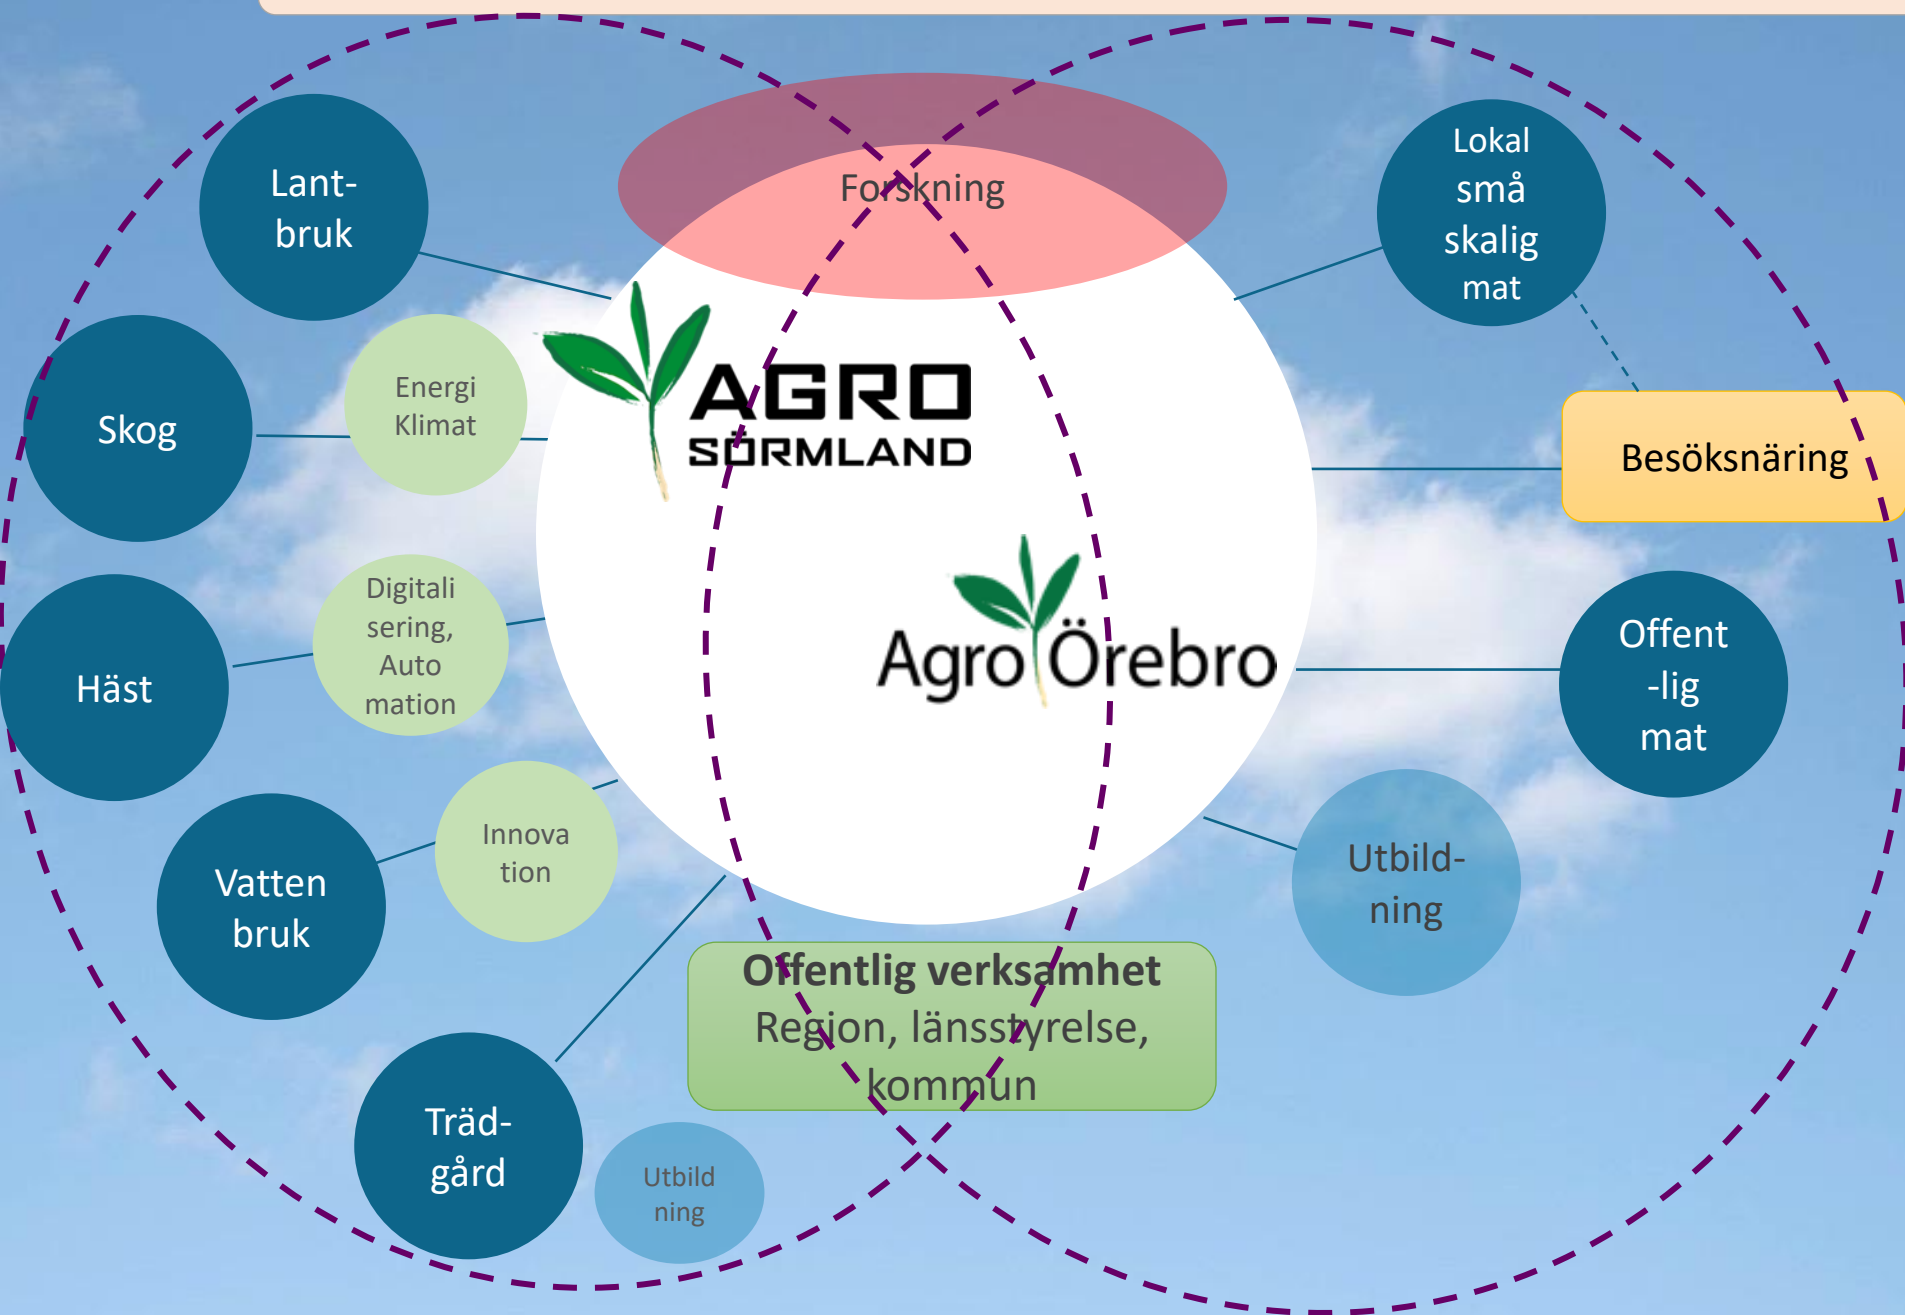 Forskning
Lant-
bruk
Lokal
små
skalig
mat
Energi
Klimat
Skog
AGRO
SÖRMLAND
Besöksnäring
Digitali
sering,
Auto
mation
Häst
Agro Örebro
Offent
-lig
mat
Innova
tion
Vatten
bruk
Utbild-
ning
Offentlig verksamhet
Region, länsstyrelse,
kommun
Träd-
gård
Utbild
ning